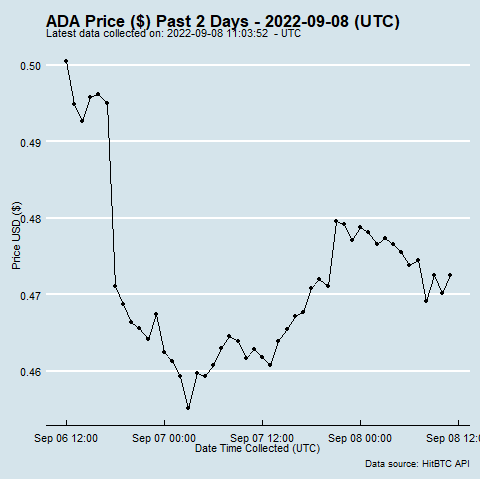 ADA Price ($) Past 2 Days - 2022-09-08 (UTC)
Latest data collected on: 2022-09-08 11:03:52 - UTC
0.50
0.49
0.48
0.47
0.46
Price USD ($)
Sep 06 12:00 Sep 07 00:00 Sep 07 12:00 Sep 08 00:00 Sep 08 12:
Date Time Collected (UTC)
Data source: HitBTC API